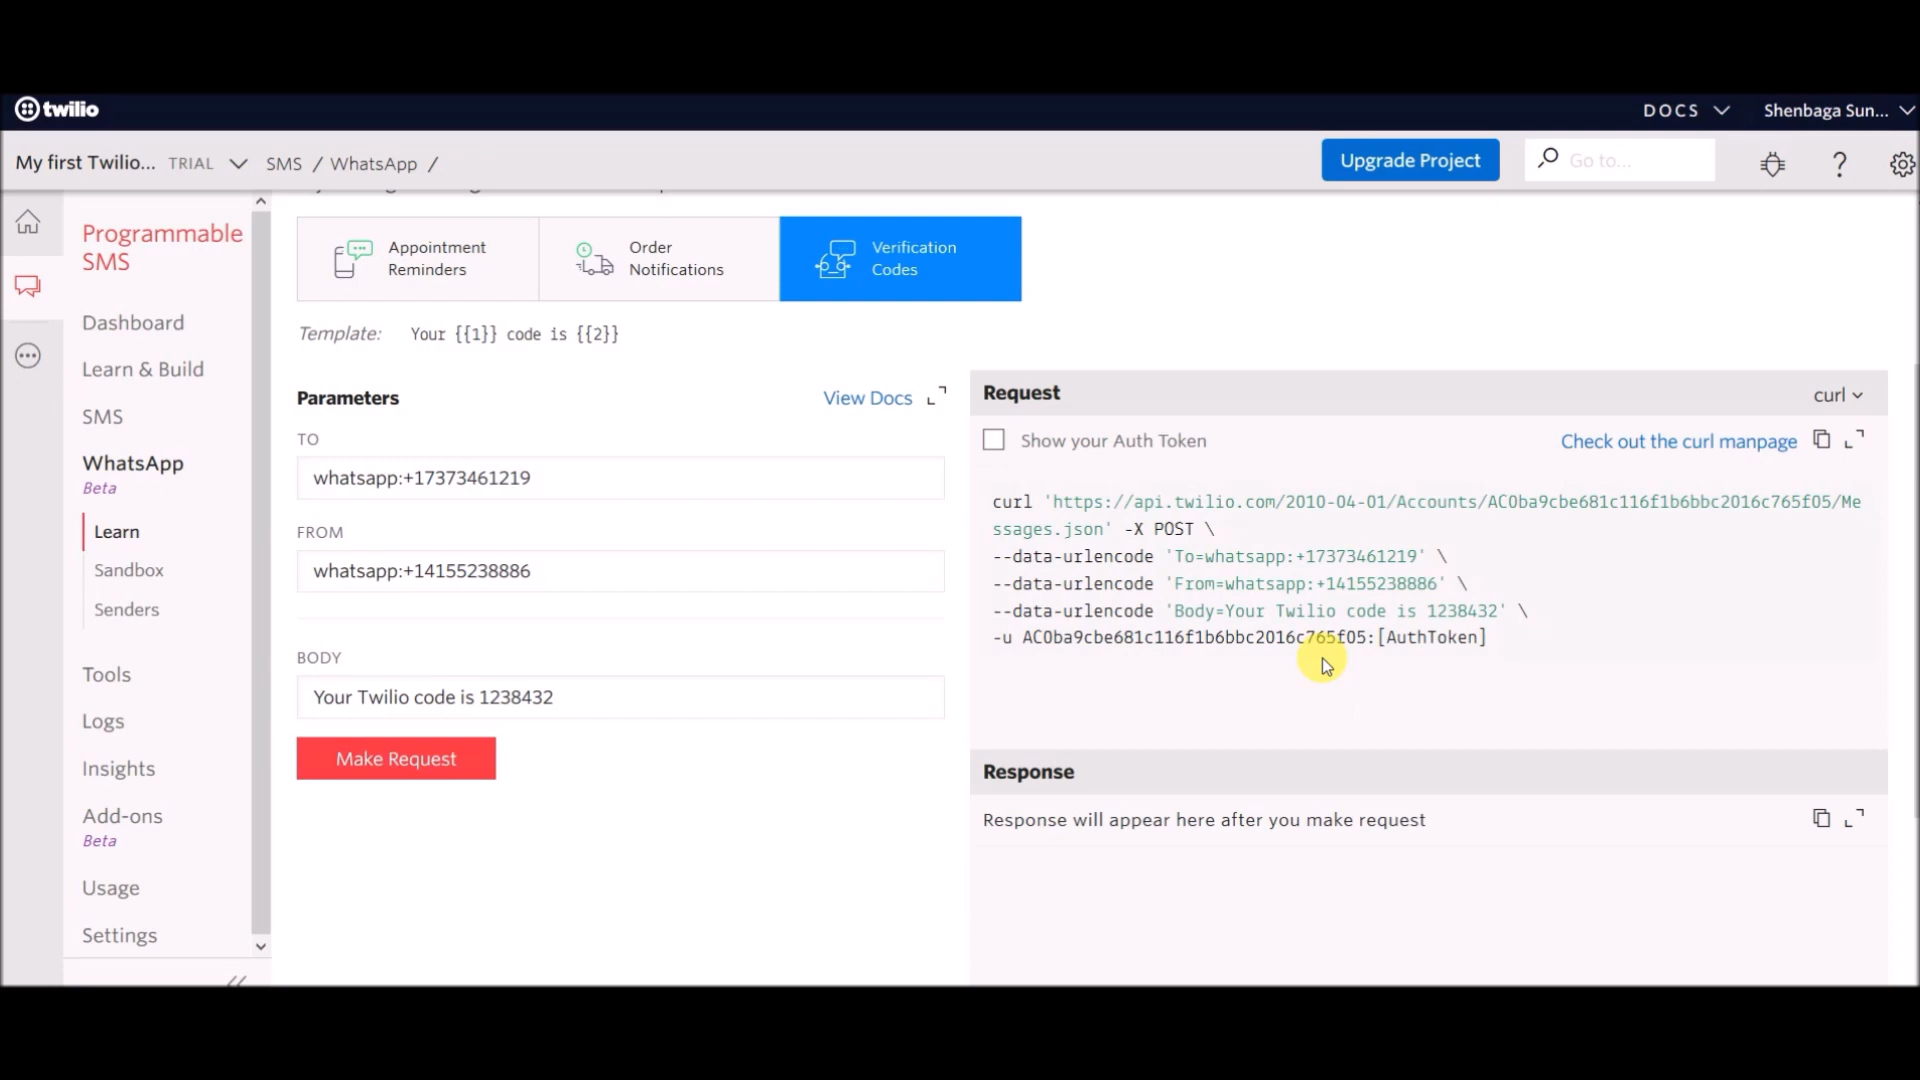 twilio
DOCS
Shenbaga Sun...
My first Twilio... TRIAL
SMS / WhatsApp /
Upgrade Project
Go to...
Programmable
SMS
Dashboard
Learn & Build
SMS
WhatsApp
Beta
Learn
Sandbox
Senders
Tools
Logs
Insights
Add-ons
Beta
Usage
Settings
Appointment
Reminders
Order
Notifications
Verification
Codes
Template: Your {{1}} code is {{2}}
Parameters
View Docs
TO
whatsapp:+17373461219
FROM
whatsapp:+14155238886
BODY
Your Twilio code is 1238432
Make Request
Request
curl
Show your Auth Token
Check out the curl manpage
curl 'https://api.twilio.com/2010-04-01/Accounts/AC0ba9cbe681c116f1b6bbc2016c765f05/Me
ssages.json' -X POST \
--data-urlencode 'To=whatsapp:+17373461219' \
--data-urlencode 'From=whatsapp:+14155238886' \
--data-urlencode 'Body=Your Twilio code is 1238432' \
-u AC0ba9cbe681c116f1b6bbc2016c765f05:[AuthToken]
Response
Response will appear here after you make request